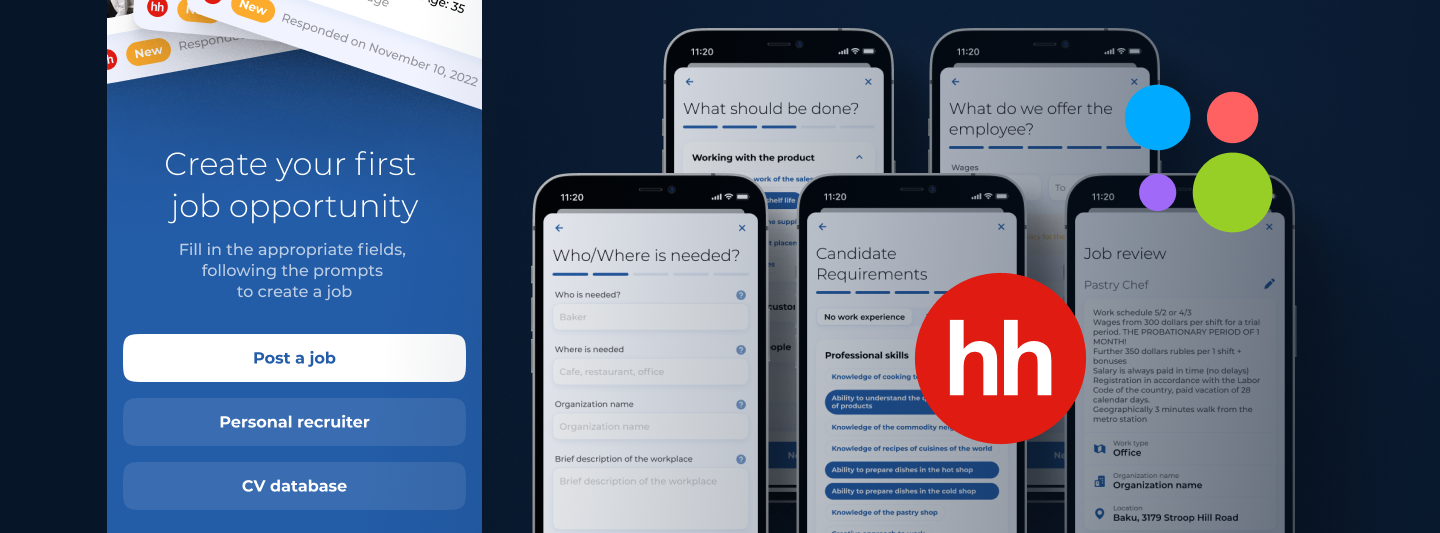 age
ge: 35
hh
New
Responded on November 10, 2022
New
Create your first
job opportunity
Fill in the appropriate fields,
following the prompts
to create a job
Post a job
Personal recruiter
CV database
11:20
What should be done?
Working with the product
work of the sales
shelf life
11:20
What do we offer the
employee?
Wages
To
11:20
Who/Where is needed?
Who is needed?
?
Baker
Where is needed
?
Cafe, restaurant, office
Organization name
?
Organization name
Brief description of the workplace
?
Brief description of the workplace
11:20
Candidate
Requirements
No work experience
Professional skills
Knowledge of cooking
Ability to understand the
of products
Knowledge of the commodity
Knowledge of recipes of cuisines of the world
Ability to prepare dishes in the hot shop
Ability to prepare dishes in the cold shop
Knowledge of the pastry shop
hh
11:20
Job review
Pastry Chef
Work schedule 5/2 or 4/3
Wages from 300 dollars per shift for a trial
period. THE PROBATIONARY PERIOD OF 1
MONTH!
Further 350 dollars rubles per 1 shift +
bonuses
Salary is always paid in time (no delays)
Registration in accordance with the Labor
Code of the country, paid vacation of 28
calendar days.
Geographically 3 minutes walk from the
metro station
Work type
Office
Organization name
Organization name
Location
Baku, 3179 Stroop Hill Road